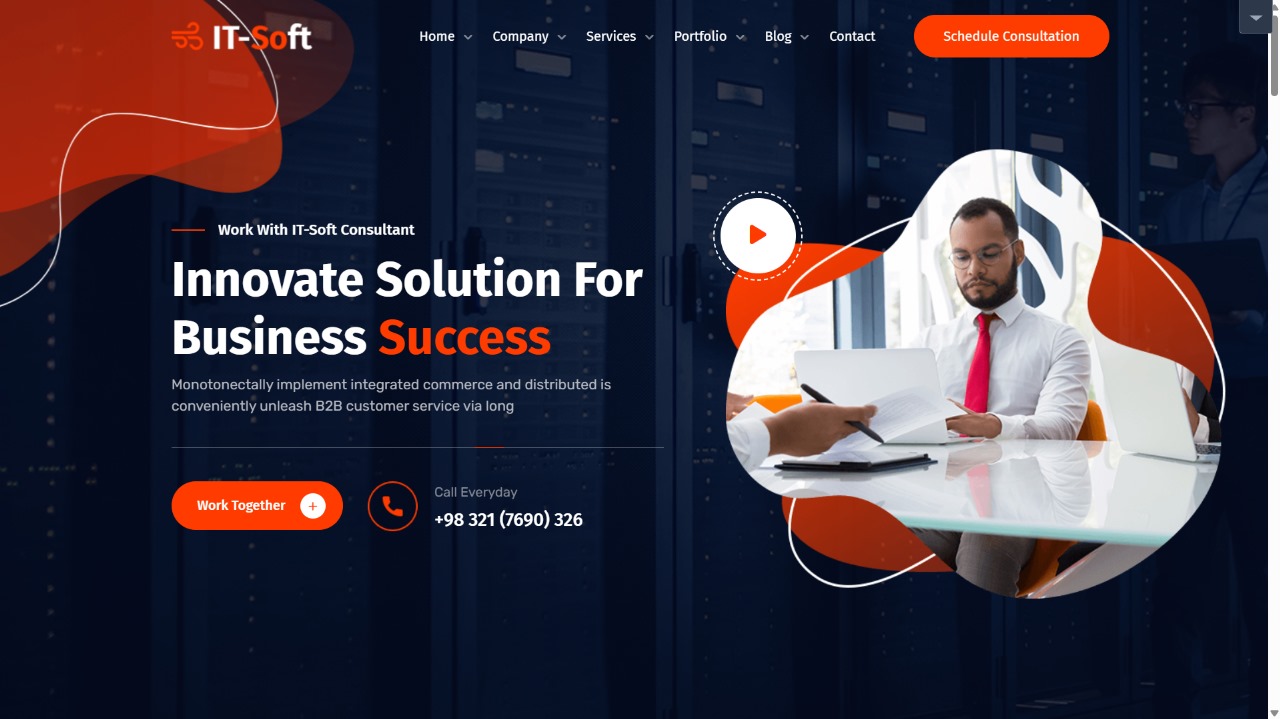 IT-Soft
Home Company Services Portfolio Blog Contact Schedule Consultation
Work With IT-Soft Consultant
Innovate Solution For
Business Success
Monotonectally implement integrated commerce and distributed is
conveniently unleash B2B customer service via long
Work Together +
Call Everyday
+98 321 (7690) 326